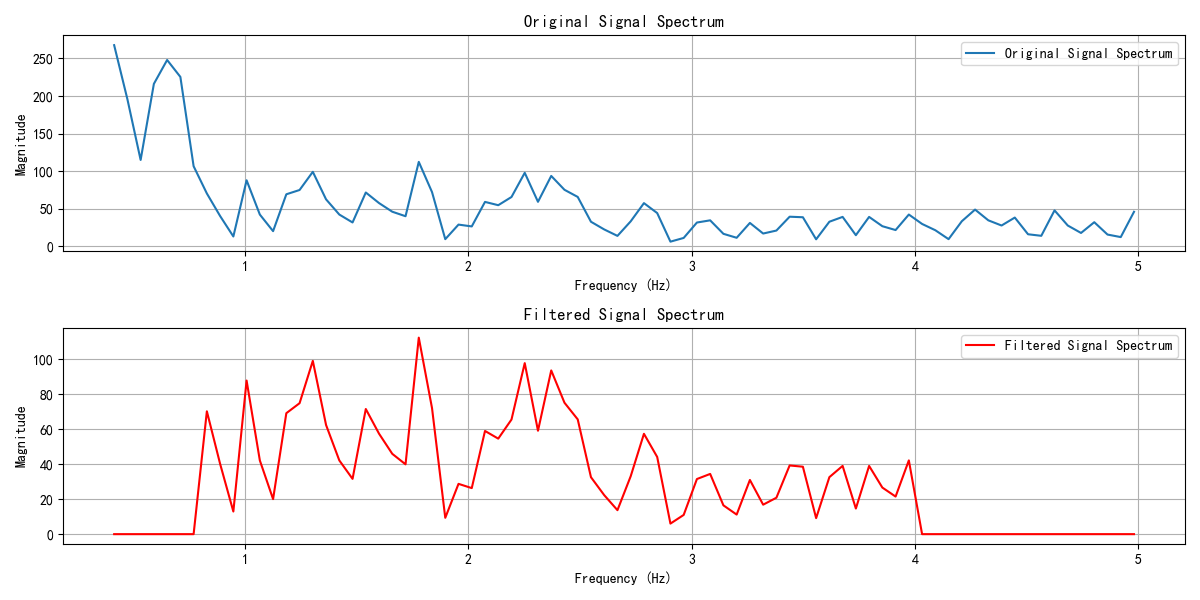 Original Signal Spectrum
Original Signal Spectrum
Magnitude
250
200
150
100
50
0
1
2
3
4
5
Frequency (Hz)
Filtered Signal Spectrum
Filtered Signal Spectrum
Magnitude
100
80
60
40
20
0
1
2
3
4
5
Frequency (Hz)